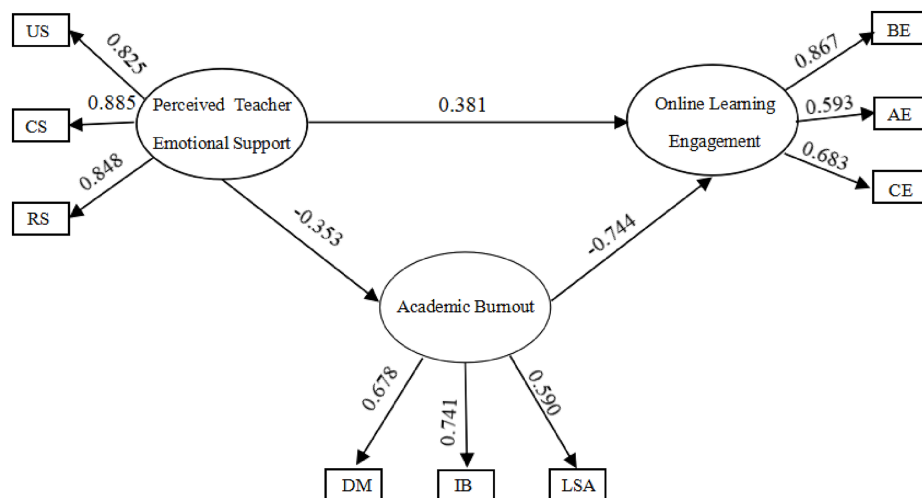 US
0.825
BE
0.867
0.885
Perceived Teacher
Emotional Support
0.381
Online Learning
Engagement
0.593
AE
CS
0.848
0.683
CE
RS
-0.353
-0.744
Academic Burnout
0.678
0.741
0.590
DM
IB
LSA